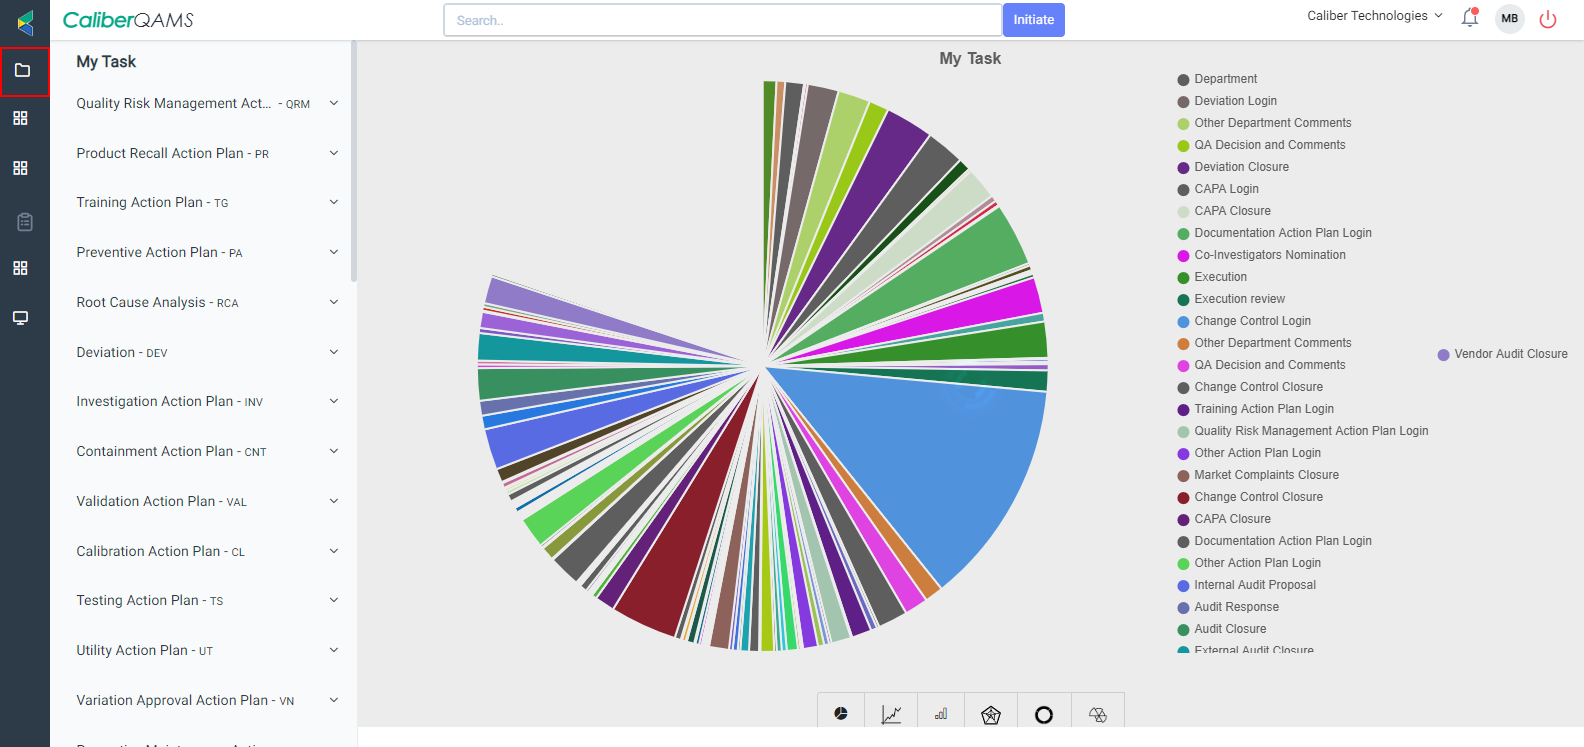 CaliberQAMS
Search..
Initiate
Caliber Technologies
MB
My Task
Quality Risk Management Act... - QRM
Product Recall Action Plan - PR
Training Action Plan - TG
Preventive Action Plan - PA
Root Cause Analysis - RCA
Deviation - DEV
Investigation Action Plan - INV
Containment Action Plan - CNT
Validation Action Plan - VAL
Calibration Action Plan - CL
Testing Action Plan - TS
Utility Action Plan - UT
Variation Approval Action Plan - VN
My Task
Department
Deviation Login
Other Department Comments
QA Decision and Comments
Deviation Closure
CAPA Login
CAPA Closure
Documentation Action Plan Login
Co-Investigators Nomination
Execution
Execution review
Change Control Login
Other Department Comments
QA Decision and Comments
Change Control Closure
Training Action Plan Login
Quality Risk Management Action Plan Login
Other Action Plan Login
Market Complaints Closure
Change Control Closure
CAPA Closure
Documentation Action Plan Login
Other Action Plan Login
Internal Audit Proposal
Audit Response
Audit Closure
External Audit Closure
Vendor Audit Closure